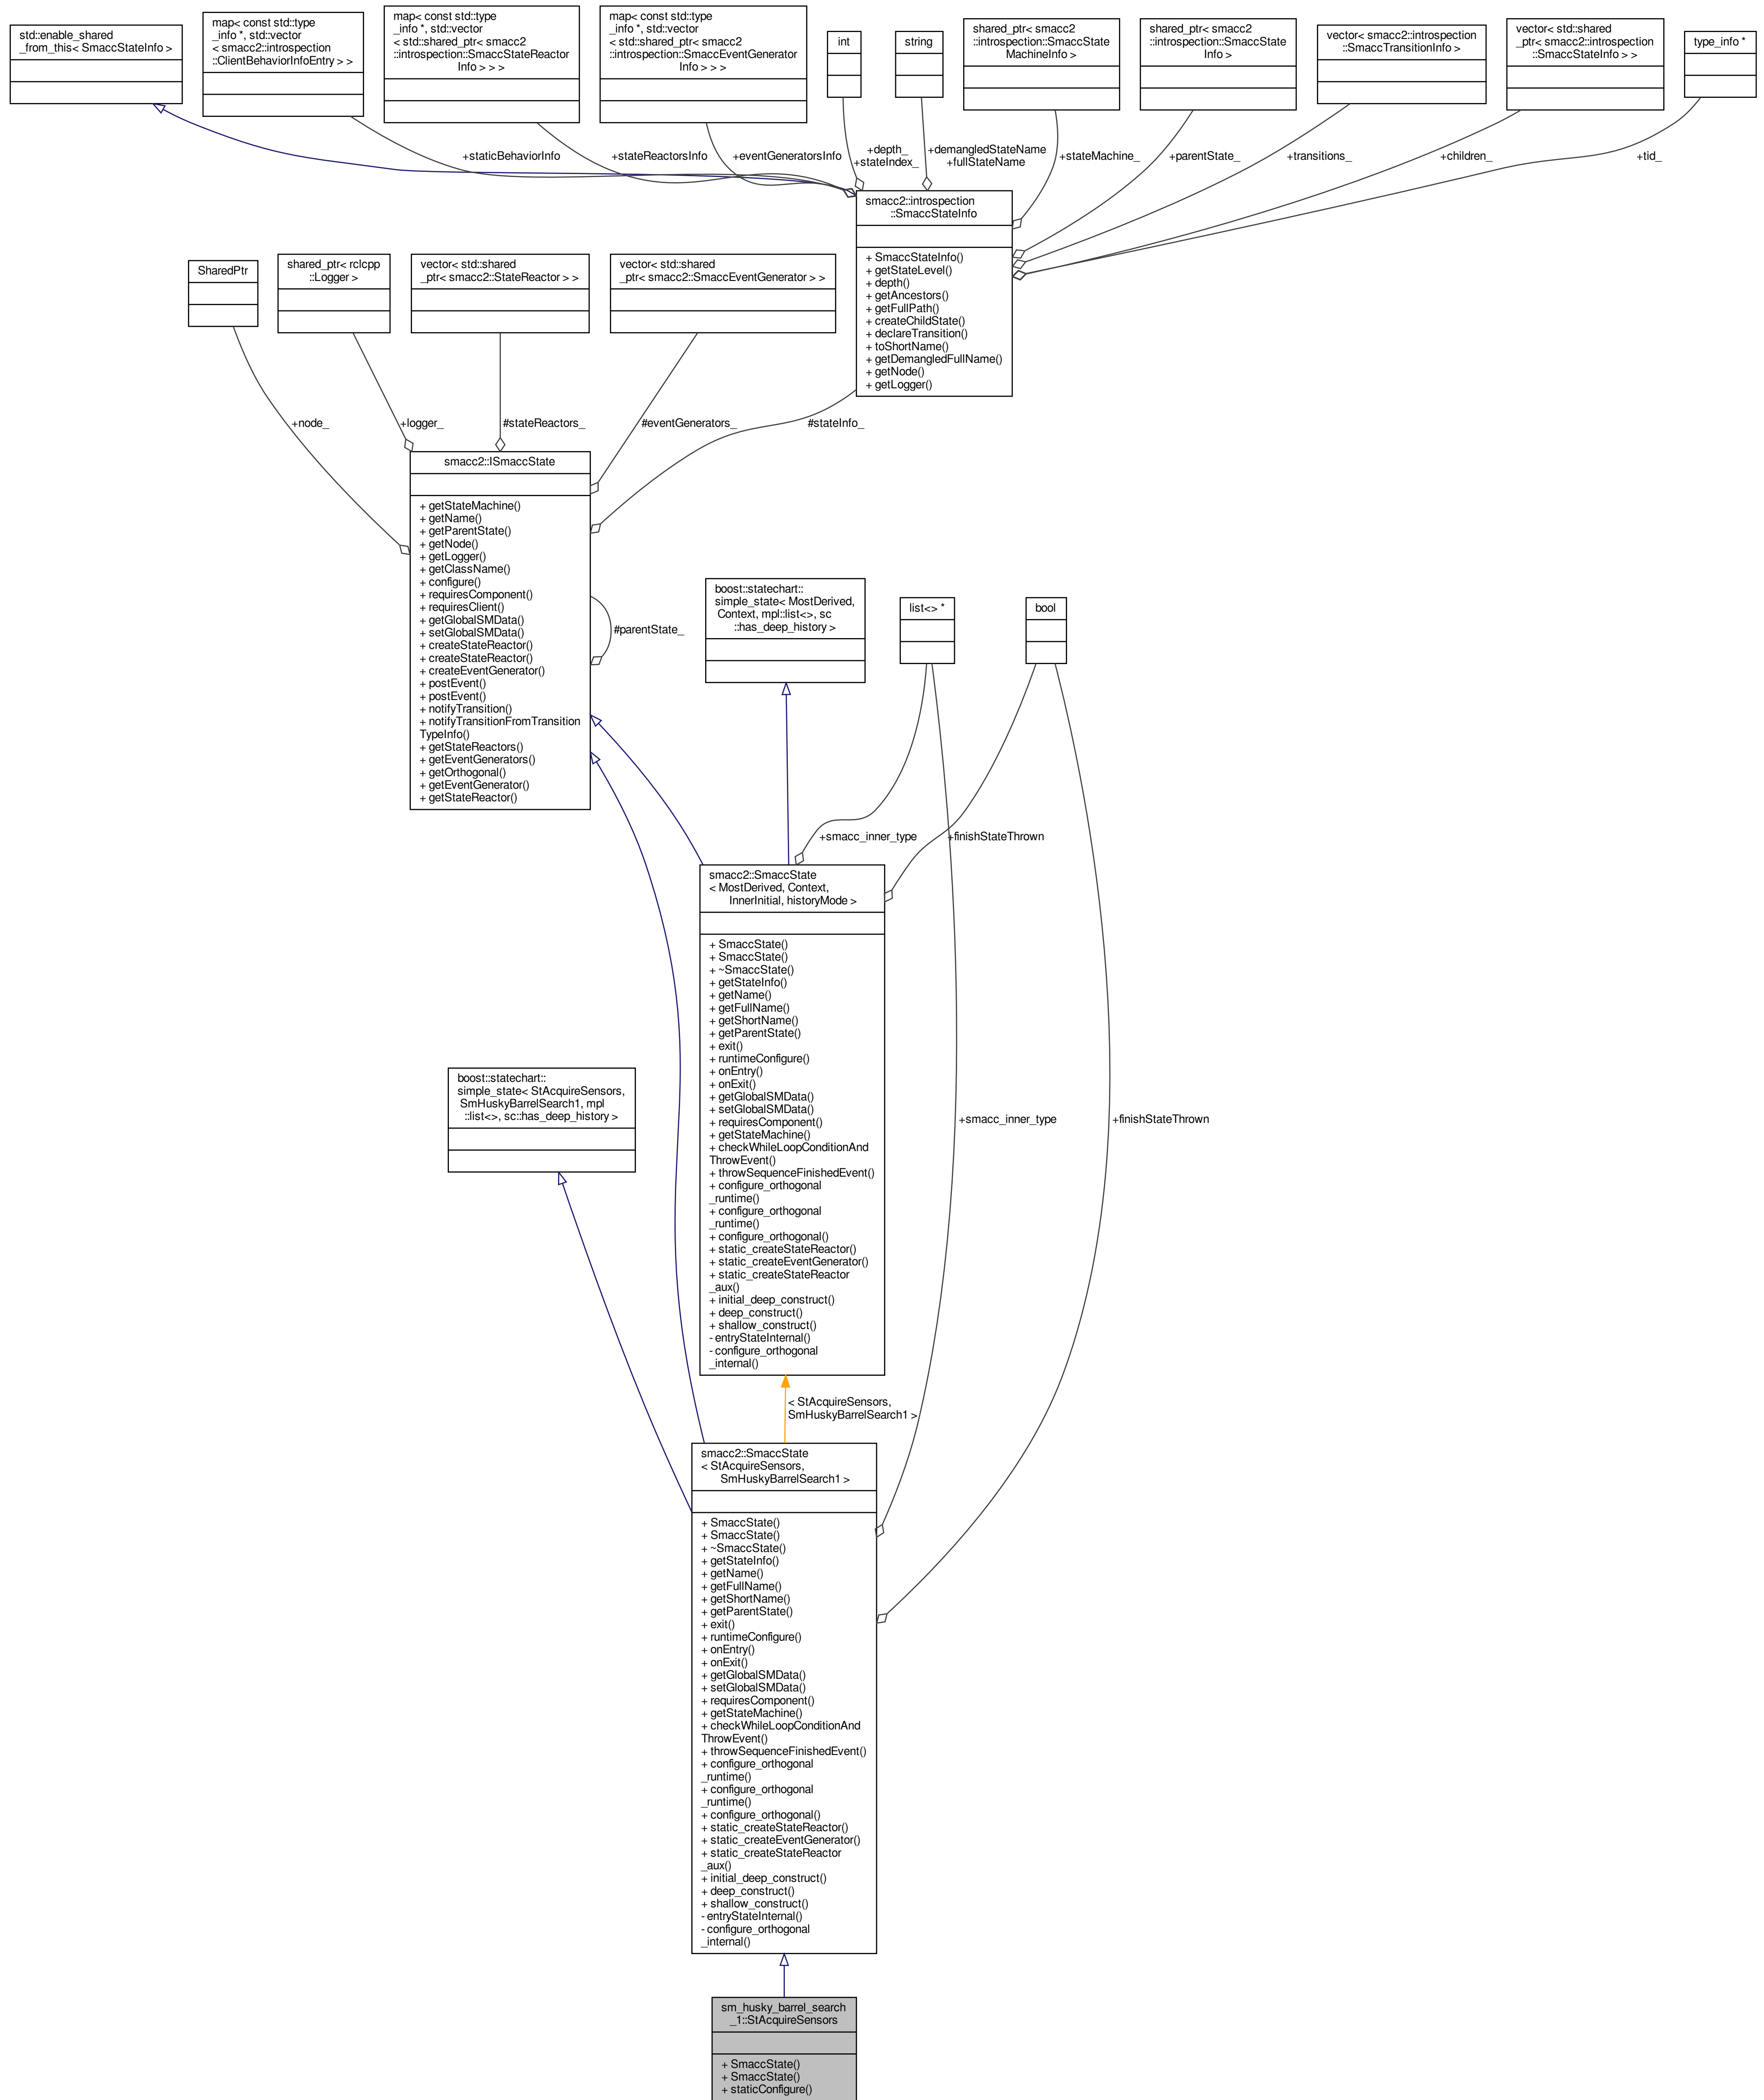 std::enable_shared
_from_this< SmaccStateInfo >
map< const std::type
_info *, std::vector
< smacc2::introspection
::ClientBehaviorInfoEntry > >
map< const std::type
_info *, std::vector
< std::shared_ptr< smacc2
::introspection::SmaccStateReactor
Info > > >
map< const std::type
_info *, std::vector
< std::shared_ptr< smacc2
::introspection::SmaccEventGenerator
Info > > >
int
string
shared_ptr< smacc2
::introspection::SmaccState
MachineInfo >
shared_ptr< smacc2
::introspection::SmaccState
Info >
vector< smacc2::introspection
::SmaccTransitionInfo >
vector< std::shared
_ptr< smacc2::introspection
::SmaccStateInfo > >
type_info *
+staticBehaviorInfo
+stateReactorsInfo
+eventGeneratorsInfo
+depth_
+stateIndex_
+demangledStateName
+fullStateName
+stateMachine_
+parentState_
+transitions_
+children_
+tid_
smacc2::introspection
::SmaccStateInfo
+ SmaccStateInfo()
+ getStateLevel()
+ depth()
+ getAncestors()
+ getFullPath()
+ createChildState()
+ declareTransition()
+ toShortName()
+ getDemangledFullName()
+ getNode()
+ getLogger()
SharedPtr
shared_ptr< rclcpp
::Logger >
vector< std::shared
_ptr< smacc2::StateReactor > >
vector< std::shared
_ptr< smacc2::SmaccEventGenerator > >
+node_
+logger_
#stateReactors_
#eventGenerators_
#stateInfo_
smacc2::ISmaccState
+ getStateMachine()
+ getName()
+ getParentState()
+ getNode()
+ getLogger()
+ getClassName()
+ configure()
+ requiresComponent()
+ requiresClient()
+ getGlobalSMData()
+ setGlobalSMData()
+ createStateReactor()
+ createStateReactor()
+ createEventGenerator()
+ postEvent()
+ postEvent()
+ notifyTransition()
+ notifyTransitionFromTransition
TypeInfo()
+ getStateReactors()
+ getEventGenerators()
+ getOrthogonal()
+ getEventGenerator()
+ getStateReactor()
#parentState_
boost::statechart::
simple_state< MostDerived,
Context, mpl::list<>, sc
::has_deep_history >
list<> *
bool
+smacc_inner_type
+finishStateThrown
smacc2::SmaccState
< MostDerived, Context,
InnerInitial, historyMode >
+ SmaccState()
+ SmaccState()
+ ~SmaccState()
+ getStateInfo()
+ getName()
+ getFullName()
+ getShortName()
+ getParentState()
+ exit()
+ runtimeConfigure()
+ onEntry()
+ onExit()
+ getGlobalSMData()
+ setGlobalSMData()
+ requiresComponent()
+ getStateMachine()
+ checkWhileLoopConditionAnd
ThrowEvent()
+ throwSequenceFinishedEvent()
+ configure_orthogonal
_runtime()
+ configure_orthogonal
_runtime()
+ configure_orthogonal()
+ static_createStateReactor()
+ static_createEventGenerator()
+ static_createStateReactor
_aux()
+ initial_deep_construct()
+ deep_construct()
+ shallow_construct()
- entryStateInternal()
- configure_orthogonal
_internal()
boost::statechart::
simple_state< StAcquireSensors,
SmHuskyBarrelSearch1, mpl
::list<>, sc::has_deep_history >
+smacc_inner_type
+finishStateThrown
< StAcquireSensors,
SmHuskyBarrelSearch1 >
smacc2::SmaccState
< StAcquireSensors,
SmHuskyBarrelSearch1 >
+ SmaccState()
+ SmaccState()
+ ~SmaccState()
+ getStateInfo()
+ getName()
+ getFullName()
+ getShortName()
+ getParentState()
+ exit()
+ runtimeConfigure()
+ onEntry()
+ onExit()
+ getGlobalSMData()
+ setGlobalSMData()
+ requiresComponent()
+ getStateMachine()
+ checkWhileLoopConditionAnd
ThrowEvent()
+ throwSequenceFinishedEvent()
+ configure_orthogonal
_runtime()
+ configure_orthogonal
_runtime()
+ configure_orthogonal()
+ static_createStateReactor()
+ static_createEventGenerator()
+ static_createStateReactor
_aux()
+ initial_deep_construct()
+ deep_construct()
+ shallow_construct()
- entryStateInternal()
- configure_orthogonal
_internal()
sm_husky_barrel_search
_1::StAcquireSensors
+ SmaccState()
+ SmaccState()
+ staticConfigure()